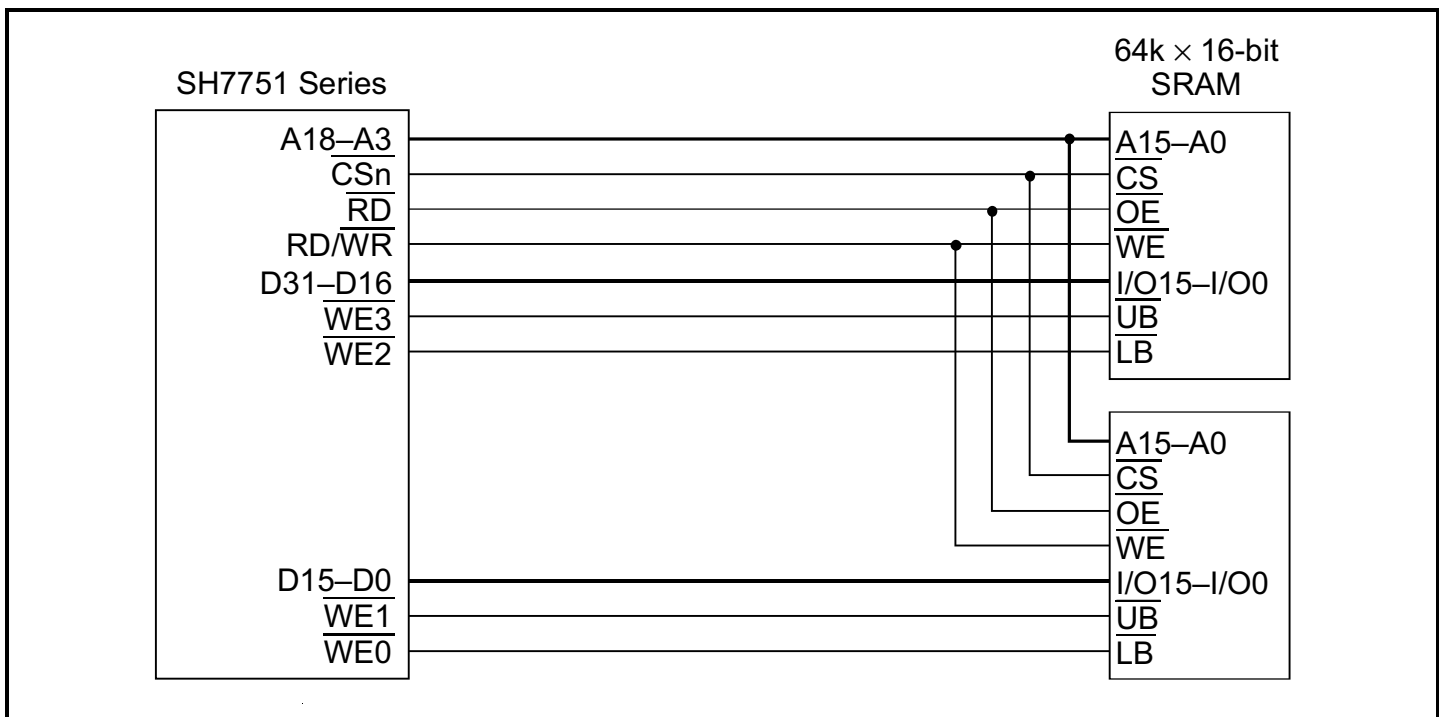 SH7751 Series
A18–A3
CSn
RD
RD/WR
D31–D16
WE3
WE2
D15–D0
WE1
WE0
64k × 16-bit
SRAM
A15–A0
CS
OE
WE
I/O15–I/O0
UB
LB
A15–A0
CS
OE
WE
I/O15–I/O0
UB
LB